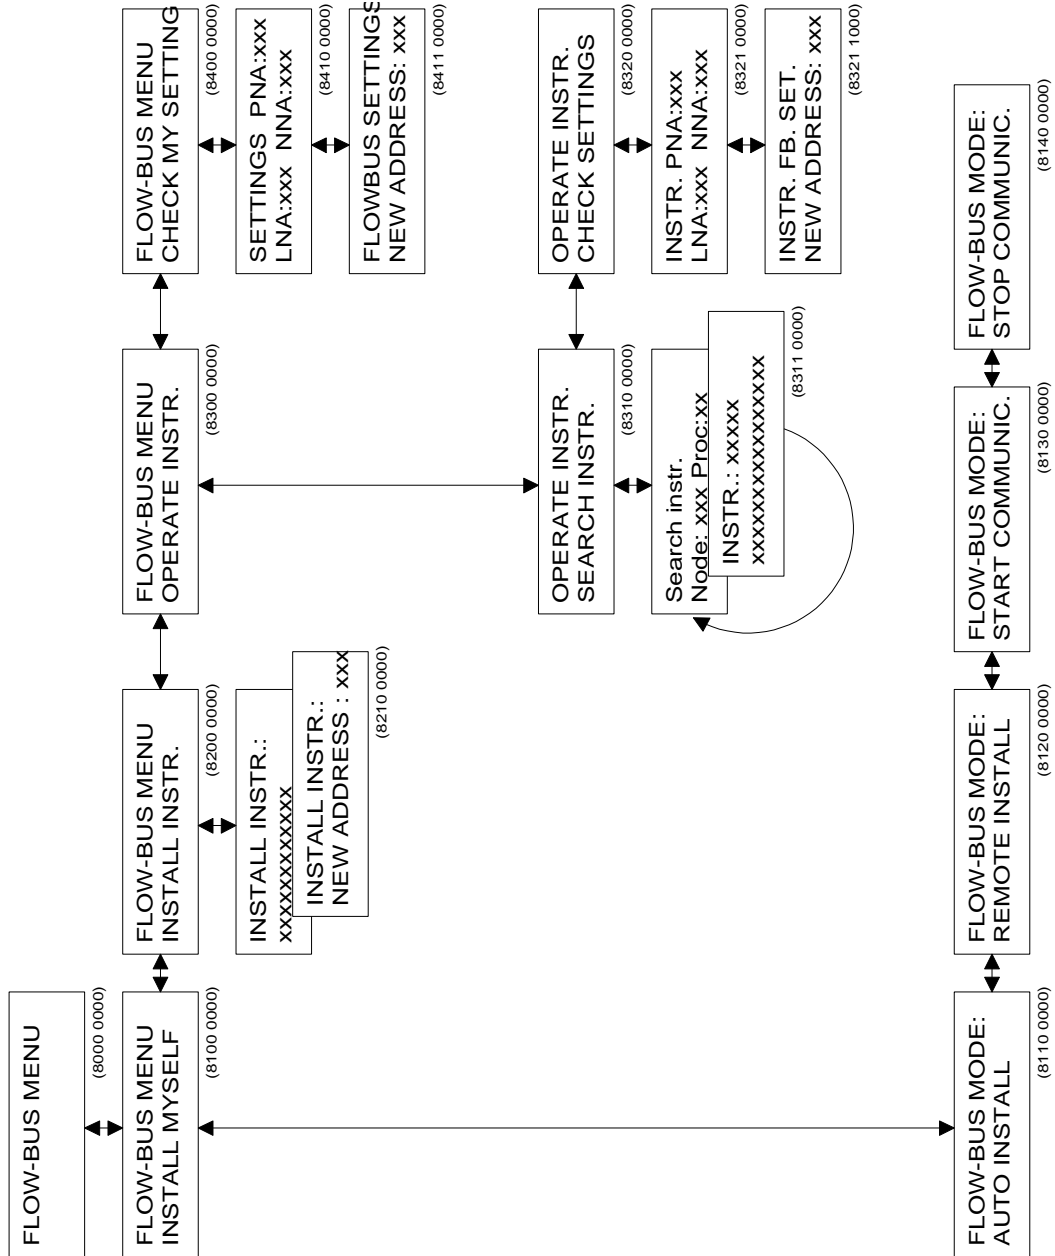 FLOW-BUS MENU
(8000 0000)
FLOW-BUS MENU
INSTALL MYSELF
(8100 0000)
FLOW-BUS MENU
INSTALL INSTR.
(8200 0000)
FLOW-BUS MENU
OPERATE INSTR.
(8300 0000)
FLOW-BUS MENU
CHECK MY SETTING
(8400 0000)
INSTALL INSTR.:
xxxxxxxxxxx
INSTALL INSTR.:
NEW ADDRESS : xxx
(8210 0000)
SETTINGS PNA:xxx
LNA:xxx NNA:xxx
(8410 0000)
FLOWBUS SETTINGS
NEW ADDRESS: xxx
(8411 0000)
OPERATE INSTR.
SEARCH INSTR.
(8310 0000)
OPERATE INSTR.
CHECK SETTINGS
(8320 0000)
Search instr.
Node: xxx Proc:xx
INSTR.: xxxxx
xxxxxxxxxxxxxxxx
(8311 0000)
INSTR. PNA:xxx
LNA:xxx NNA:xxx
(8321 0000)
INSTR. FB. SET.
NEW ADDRESS: xxx
(8321 1000)
FLOW-BUS MODE:
AUTO INSTALL
(8110 0000)
FLOW-BUS MODE:
REMOTE INSTALL
(8120 0000)
FLOW-BUS MODE:
START COMMUNIC.
(8130 0000)
FLOW-BUS MODE:
STOP COMMUNIC.
(8140 0000)